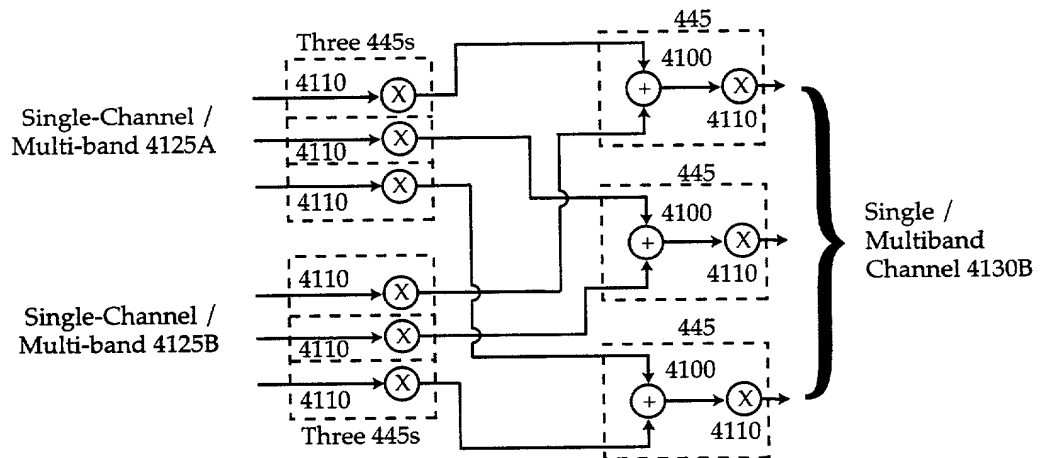 Three 445s
4110
4110
4110
Single-Channel /
Multi-band 4125A
4110
4110
4110
Single-Channel /
Multi-band 4125B
Three 445s
445
4100
+
4110
445
4100
+
4110
445
4100
+
4110
X
X
X
X
X
X
X
X
X
Single /
Multiband
Channel 4130B